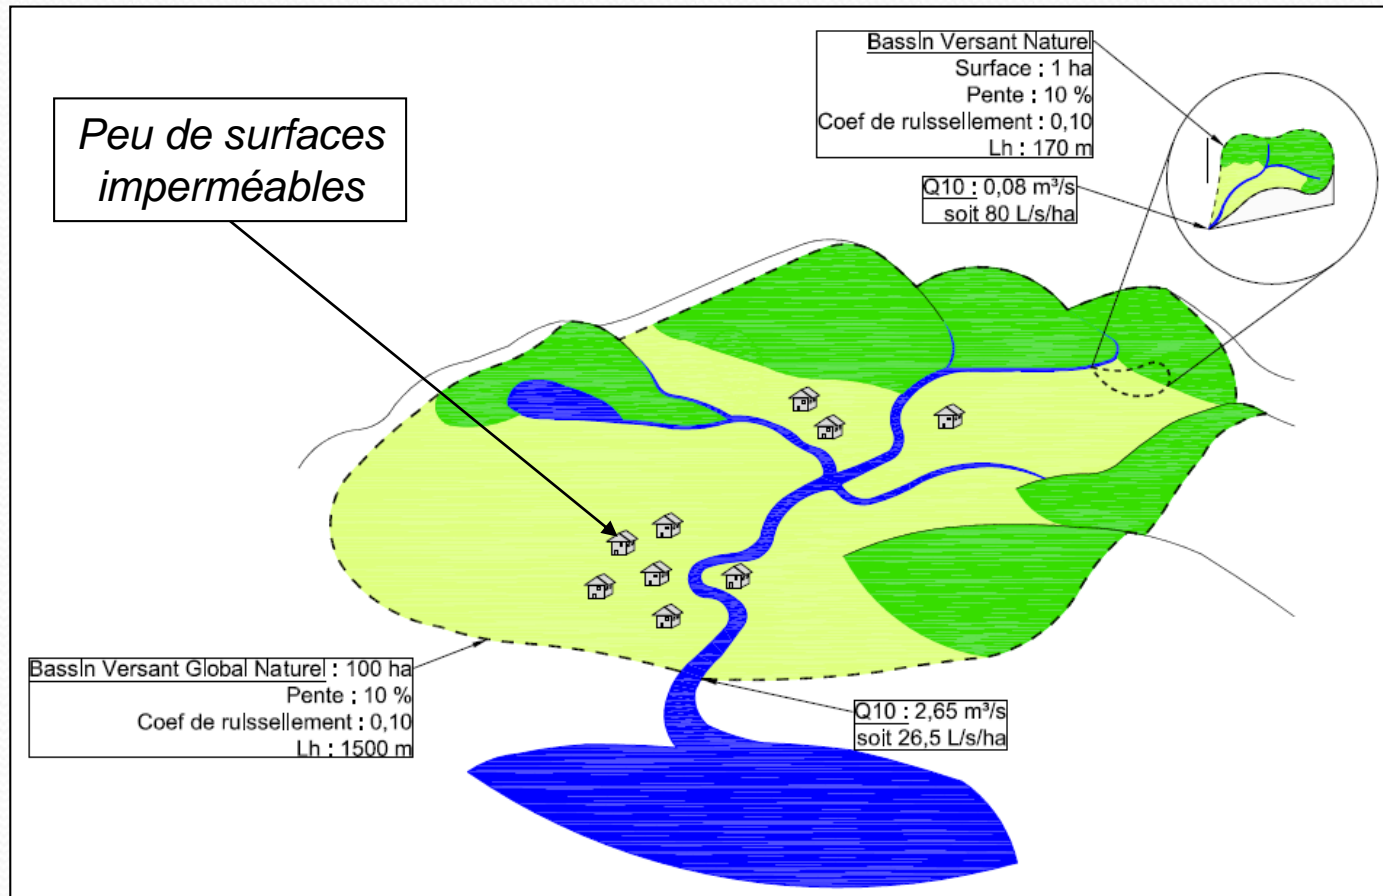 Peu de surfaces
imperméables
Bassin Versant Naturel
Surface : 1 ha
Pente : 10 %
Coef de ruissellement : 0,10
Lh : 170 m
Q10 : 0,08 m³/s
soit 80 L/s/ha
Bassin Versant Global Naturel : 100 ha
Pente : 10 %
Coef de ruissellement : 0,10
Lh : 1500 m
Q10 : 2,65 m³/s
soit 26,5 L/s/ha